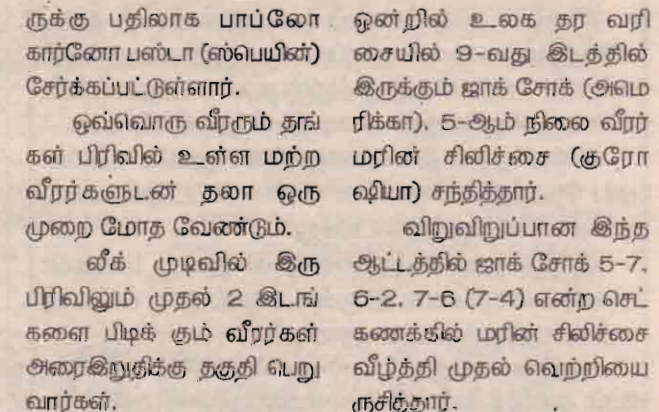 ருக்கு பதிலாக பாப்லோ
கார்னோ பஸ்டா (ஸ்பெயின்)
சேர்க்கப்பட்டுள்ளார்.
ஒவ்வொரு வீரரும் தங்
கள் பிரிவில் உள்ள மற்ற
வீரர்களுடன் தலா ஒரு
முறை மோத வேண்டும்.
லீக் முடிவில் இரு
பிரிவிலும் முதல் 2 இடங்
களை பிடிக் கும் வீரர்கள்
அரைஇறுதிக்கு தகுதி பெறு
வார்கள்.
ஒன்றில் உலக தர வரி
சையில் 9-வது இடத்தில்
இருக்கும் ஜாக் சோக் (அமெ
ரிக்கா), 5-ஆம் நிலை வீரர்
மரின் சிலிச்சை (குரோ
ஷியா) சந்தித்தார்.
விறுவிறுப்பான இந்த
ஆட்டத்தில் ஜாக் சோக் 5-7,
6-2, 7-6 (7-4) என்ற செட்
கணக்கில் மரின் சிலிச்சை
வீழ்த்தி முதல் வெற்றியை
ருசித்தார்.